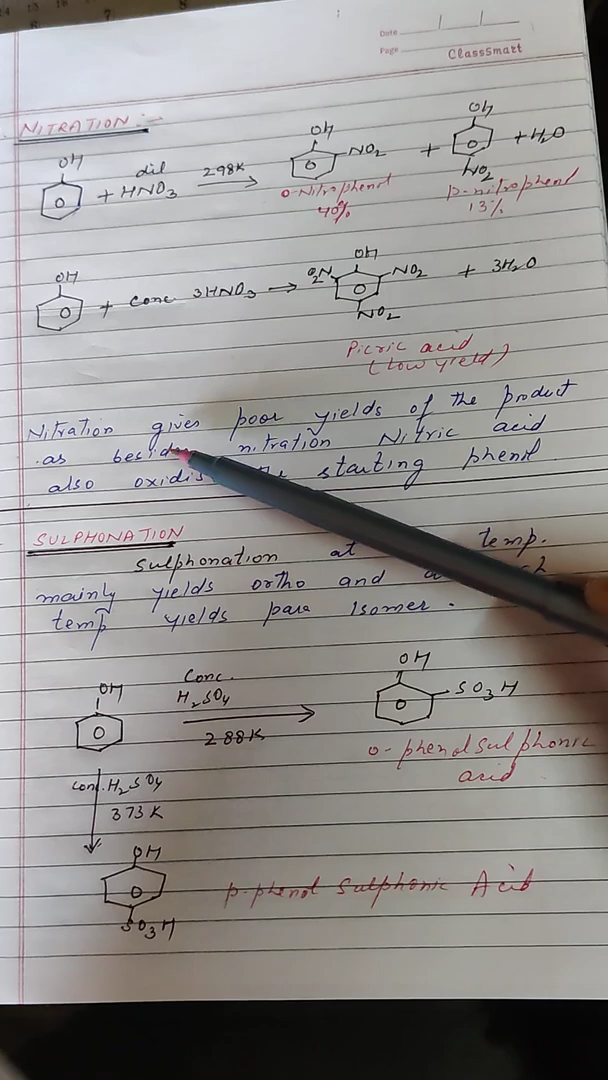 Date
Page
ClassSmart
NITRATION :-
OH + dil HNO3 298K → OH NO2 + OH NO2 + H2O
o-Nitrophenol
40%
p-nitrophenol
13%
OH + Conc 3HNO3 → OH O2N NO2 NO2 + 3H2O
Picric acid
(Low yield)
Nitration gives poor yields of the product
as nitration Nitric acid
also starting phenol
SULPHONATION
Sulphonation at temp.
mainly yields ortho and
temp yields para Isomer.
OH Conc. H2SO4 288K → OH SO3H
o-phenol sulphonic
acid
Conc. H2SO4
373 K
OH
SO3H
p-phenol Sulphonic Acid